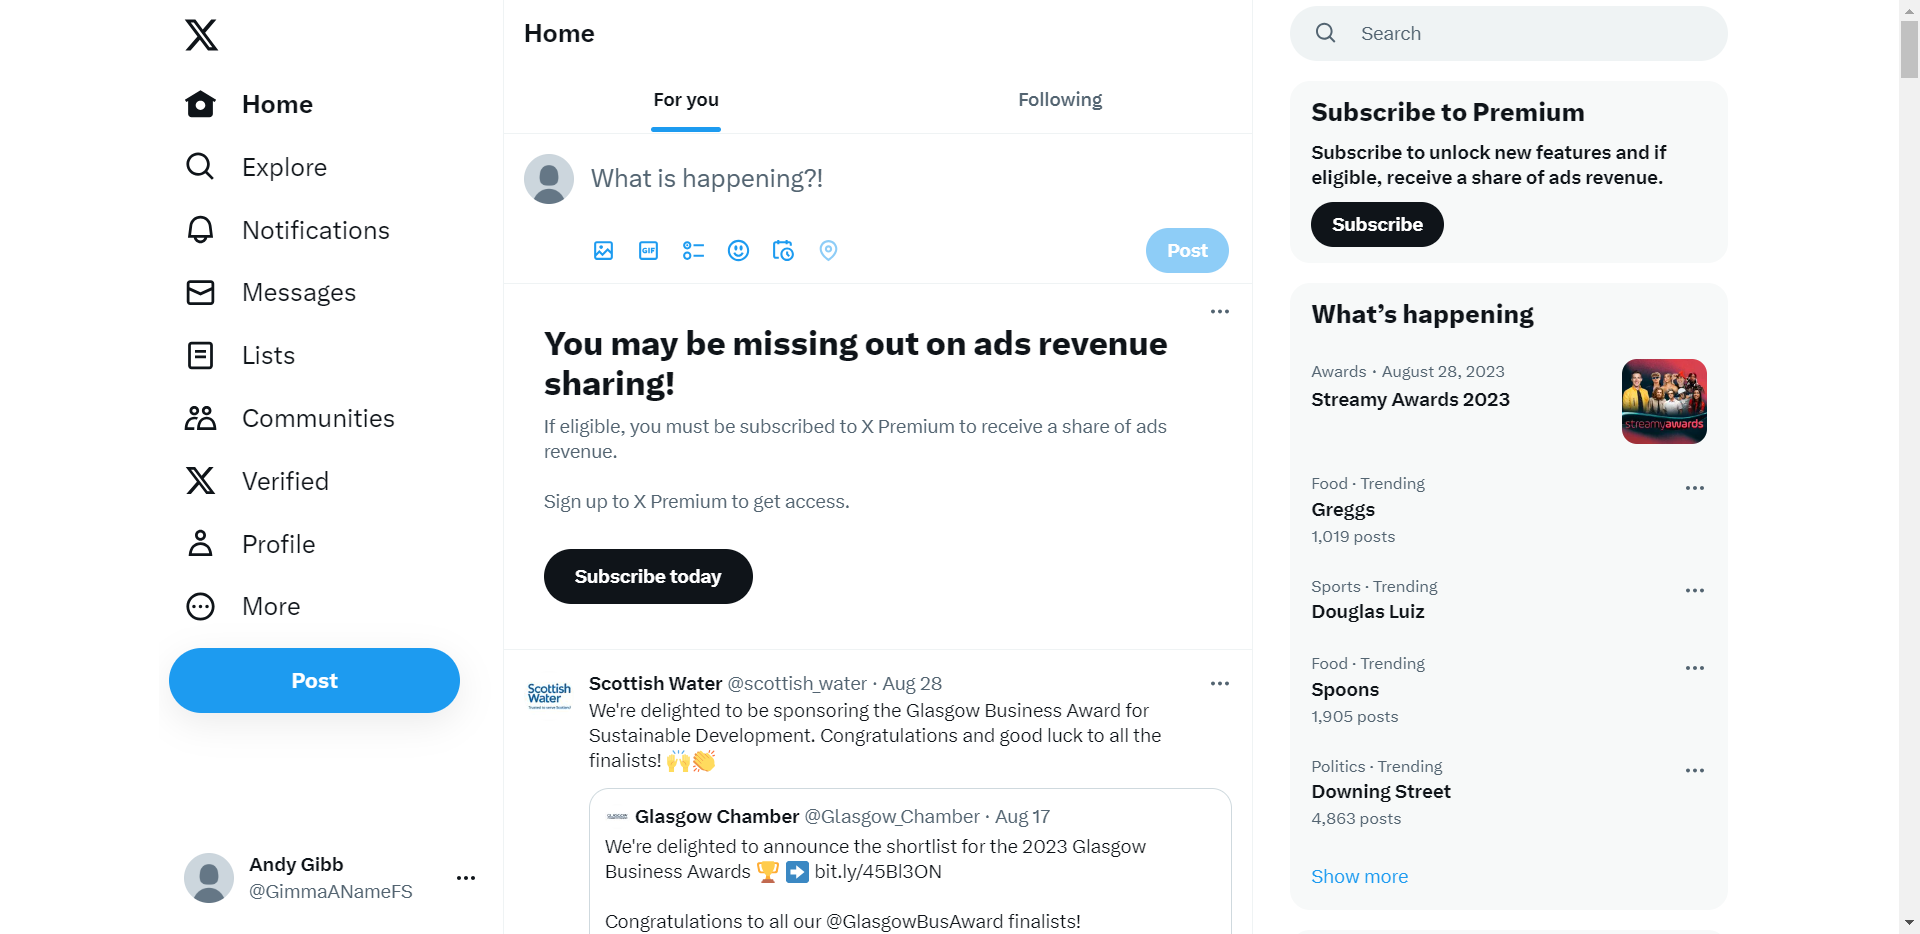 Home
Explore
Notifications
Messages
Lists
Communities
Verified
Profile
More
Post
Andy Gibb
@GimmaANameFS
Home
For you
Following
What is happening?!
GIF
Post
You may be missing out on ads revenue
sharing!
If eligible, you must be subscribed to X Premium to receive a share of ads
revenue.
Sign up to X Premium to get access.
Subscribe today
Scottish
Water
Scottish Water @scottish_water · Aug 28
We're delighted to be sponsoring the Glasgow Business Award for
Sustainable Development. Congratulations and good luck to all the
finalists! 🙌👏
Glasgow Chamber @Glasgow_Chamber · Aug 17
We're delighted to announce the shortlist for the 2023 Glasgow
Business Awards 🏆 ➡️ bit.ly/45Bl3ON
Congratulations to all our @GlasgowBusAward finalists!
Search
Subscribe to Premium
Subscribe to unlock new features and if
eligible, receive a share of ads revenue.
Subscribe
What’s happening
Awards · August 28, 2023
Streamy Awards 2023
streamyawards
Food · Trending
Greggs
1,019 posts
Sports · Trending
Douglas Luiz
Food · Trending
Spoons
1,905 posts
Politics · Trending
Downing Street
4,863 posts
Show more